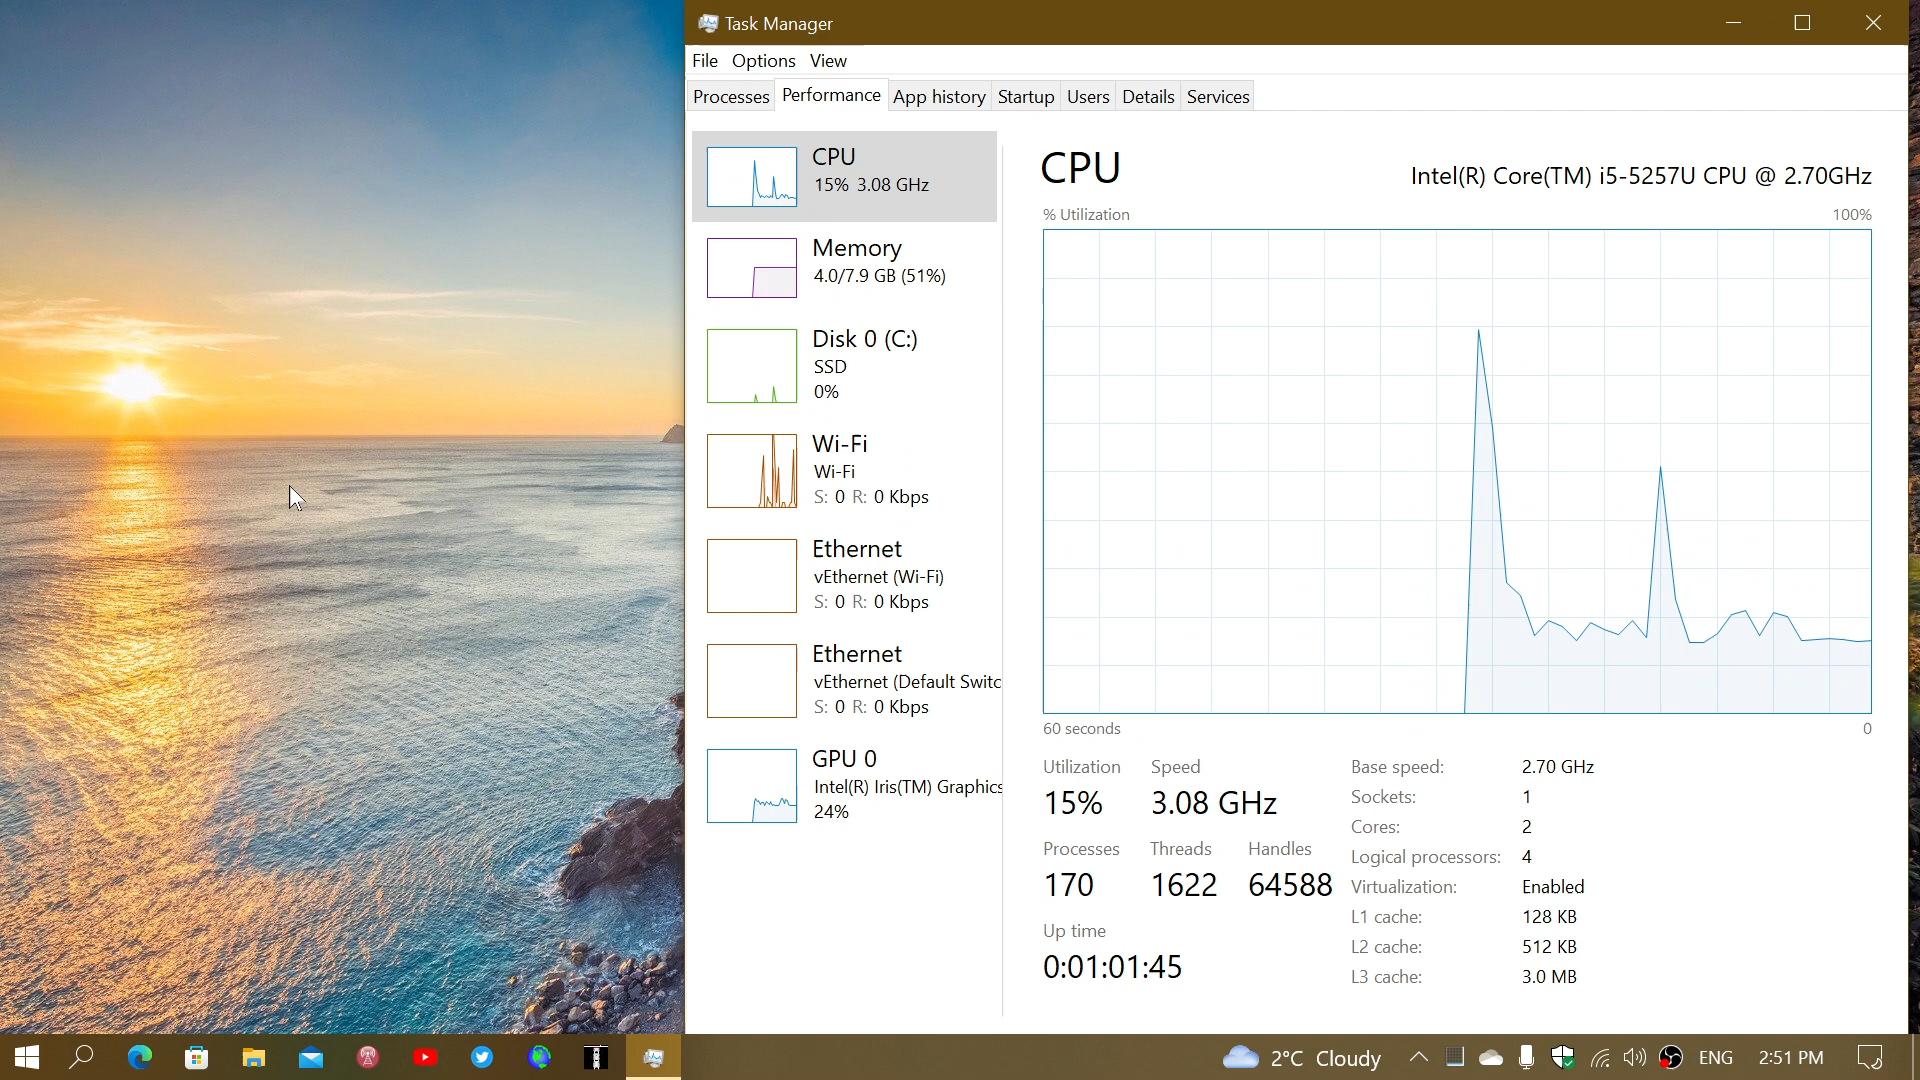 Task Manager
File Options View
Processes Performance App history Startup Users Details Services
CPU
15% 3.08 GHz
Memory
4.0/7.9 GB (51%)
Disk 0 (C:)
SSD
0%
Wi-Fi
Wi-Fi
S: 0 R: 0 Kbps
Ethernet
vEthernet (Wi-Fi)
S: 0 R: 0 Kbps
Ethernet
vEthernet (Default Switc
S: 0 R: 0 Kbps
GPU 0
Intel(R) Iris(TM) Graphics
24%
CPU
Intel(R) Core(TM) i5-5257U CPU @ 2.70GHz
% Utilization 100%
60 seconds 0
Utilization Speed
15% 3.08 GHz
Processes Threads Handles
170 1622 64588
Up time
0:01:01:45
Base speed: 2.70 GHz
Sockets: 1
Cores: 2
Logical processors: 4
Virtualization: Enabled
L1 cache: 128 KB
L2 cache: 512 KB
L3 cache: 3.0 MB
2°C Cloudy ENG 2:51 PM